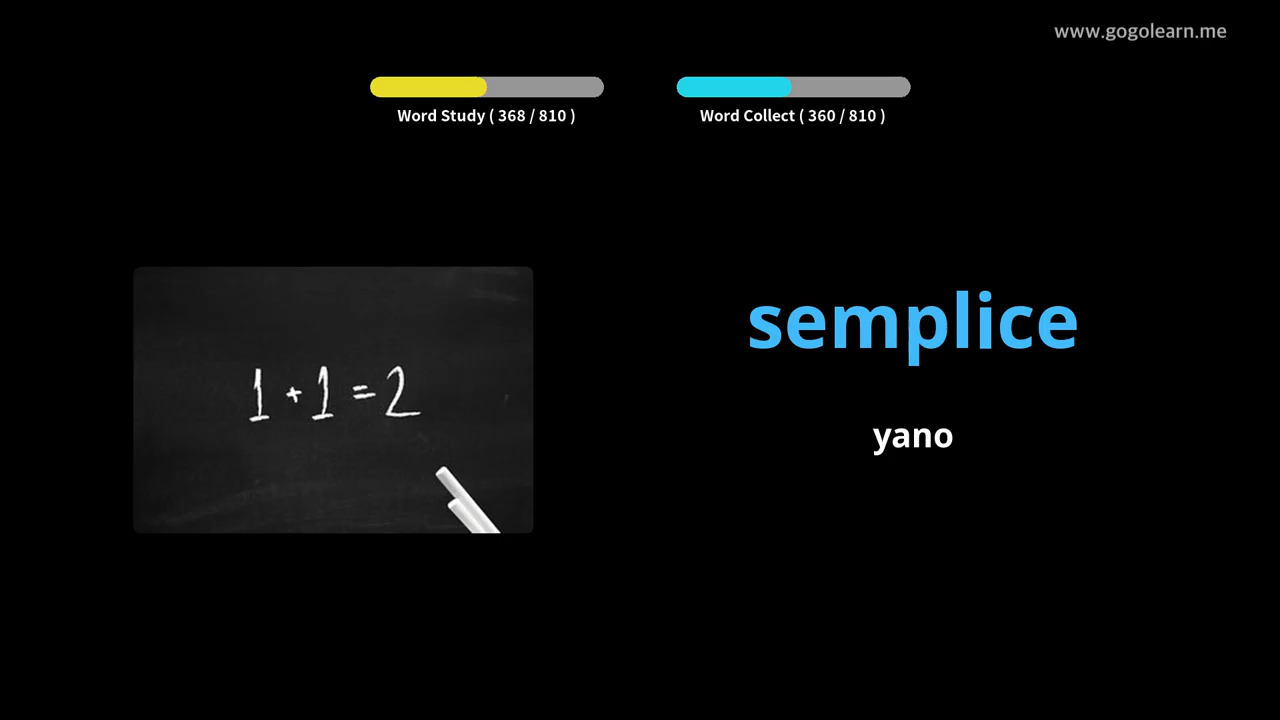 www.gogolearn.me
Word Study ( 368 / 810 )
Word Collect ( 360 / 810 )
1 + 1 = 2
semplice
yano